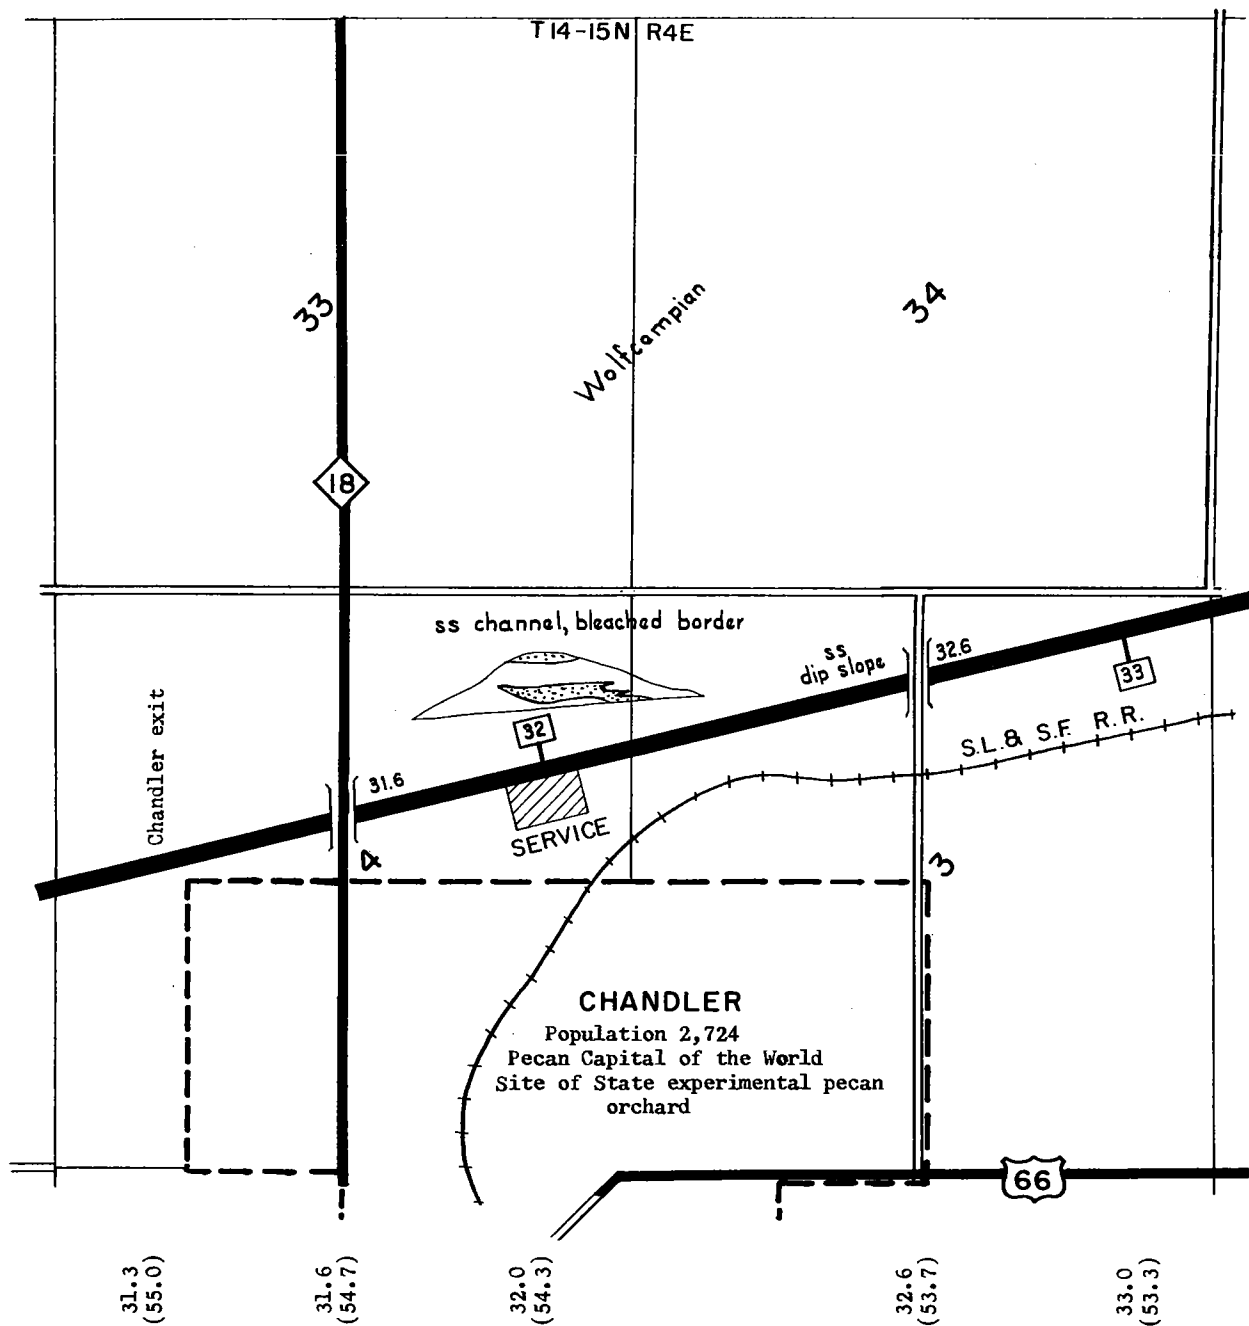 T14-15N R4E
33
34
Wolfcampian
18
ss channel, bleached border
ss
dip slope
32.6
33
32
S.L.& S.F. R.R.
Chandler exit
31.6
SERVICE
4
3
CHANDLER
Population 2,724
Pecan Capital of the World
Site of State experimental pecan
orchard
66
31.3
(55.0)
31.6
(54.7)
32.0
(54.3)
32.6
(53.7)
33.0
(53.3)